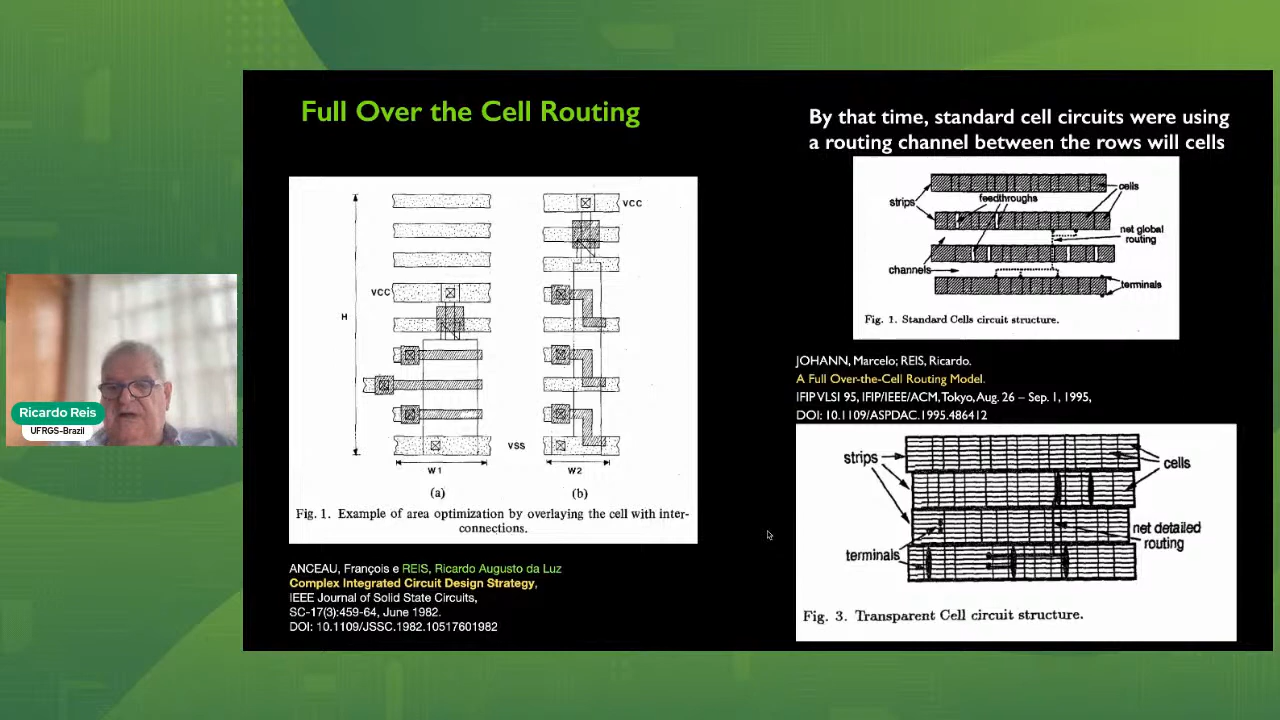 Full Over the Cell Routing
By that time, standard cell circuits were using
a routing channel between the rows will cells
VCC
VCC
H
VSS
W1
W2
(a)
(b)
Fig. 1. Example of area optimization by overlaying the cell with inter-
connections.
ANCEAU, François e REIS, Ricardo Augusto da Luz
Complex Integrated Circuit Design Strategy,
IEEE Journal of Solid State Circuits,
SC-17(3):459-64, June 1982.
DOI: 10.1109/JSSC.1982.10517601982
strips
feedthroughs
cells
net global
routing
channels
terminals
Fig. 1. Standard Cells circuit structure.
JOHANN, Marcelo; REIS, Ricardo.
A Full Over-the-Cell Routing Model.
IFIP VLSI 95, IFIP/IEEE/ACM, Tokyo, Aug. 26 – Sep. 1, 1995,
DOI: 10.1109/ASPDAC.1995.486412
strips
cells
net detailed
routing
terminals
Fig. 3. Transparent Cell circuit structure.
Ricardo Reis
UFRGS-Brazil